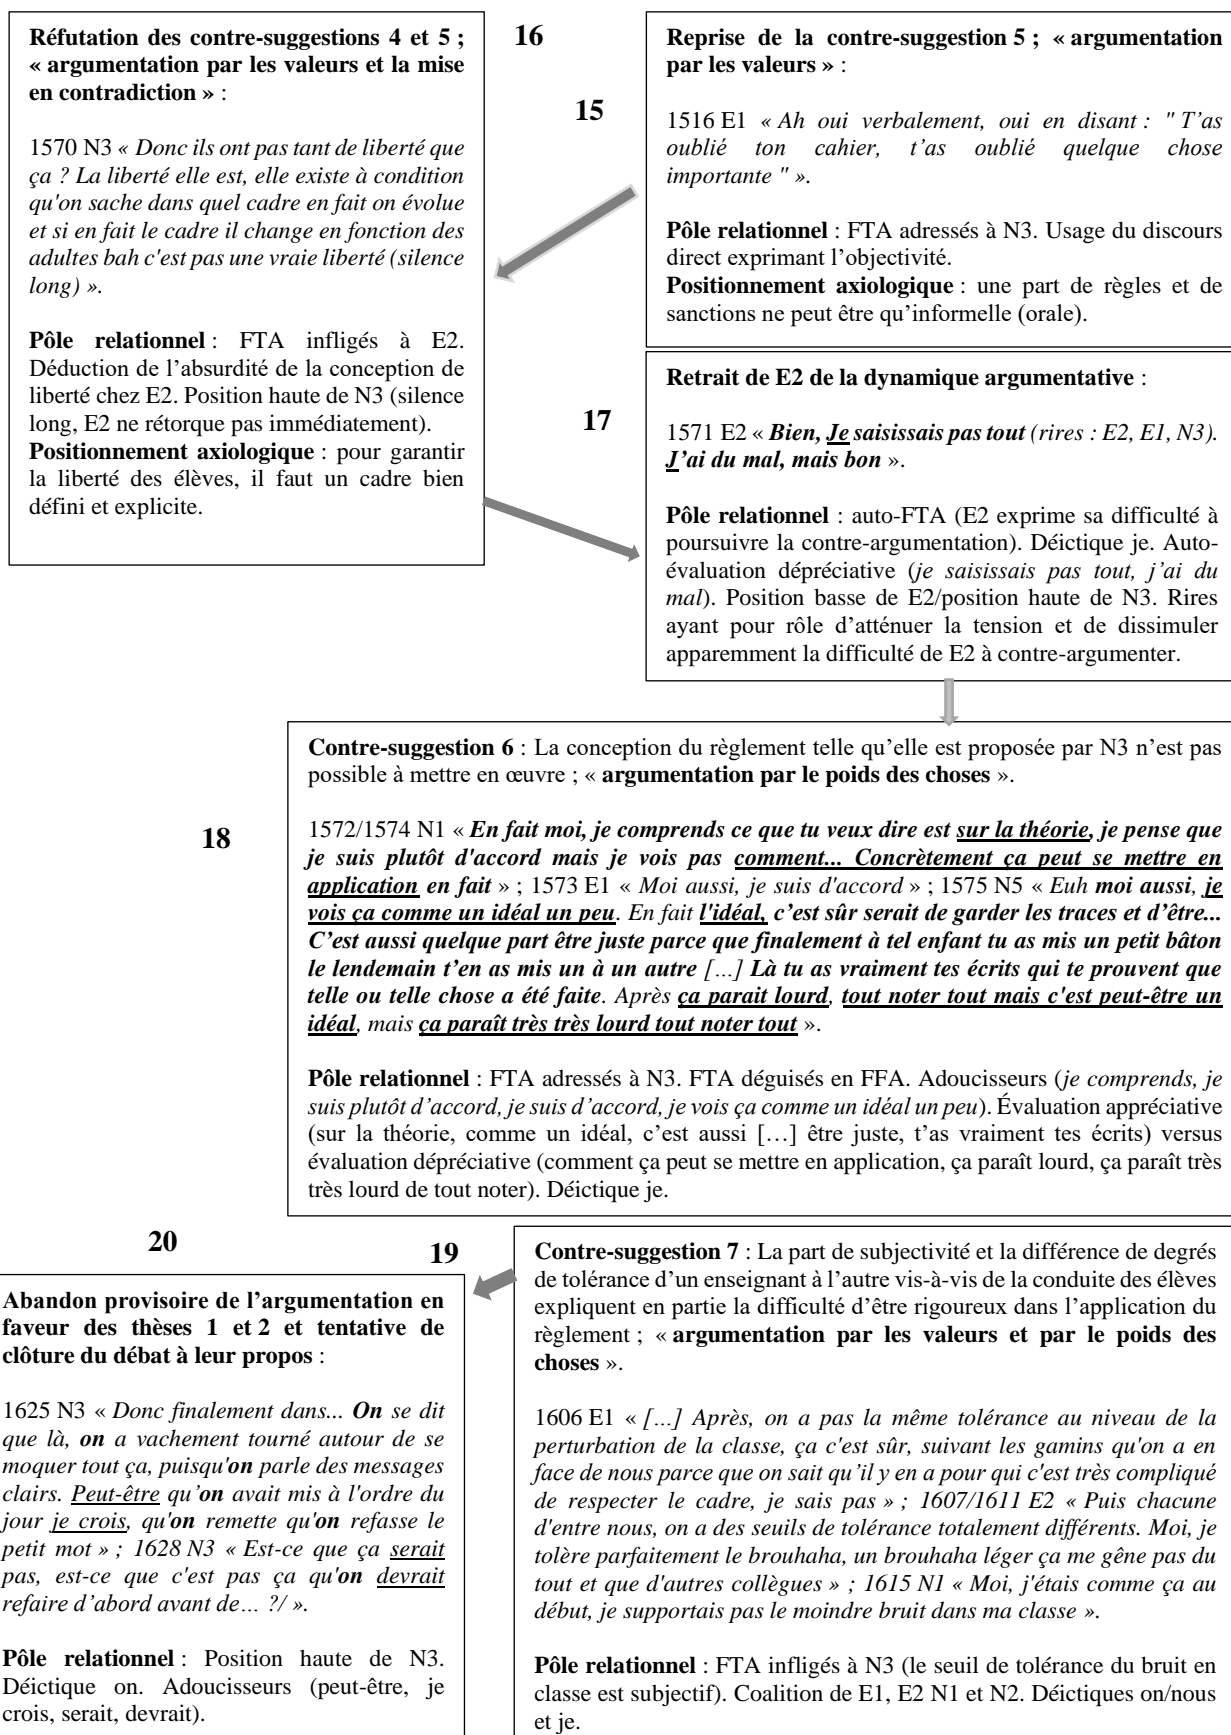 16
Réfutation des contre-suggestions 4 et 5 ;
« argumentation par les valeurs et la mise
en contradiction » :
1570 N3 « Donc ils ont pas tant de liberté que
ça ? La liberté elle est, elle existe à condition
qu'on sache dans quel cadre en fait on évolue
et si en fait le cadre il change en fonction des
adultes bah c'est pas une vraie liberté (silence
long) ».
Pôle relationnel : FTA infligés à E2.
Déduction de l'absurdité de la conception de
liberté chez E2. Position haute de N3 (silence
long, E2 ne rétorque pas immédiatement).
Positionnement axiologique : pour garantir
la liberté des élèves, il faut un cadre bien
défini et explicite.
15
Reprise de la contre-suggestion 5 ; « argumentation
par les valeurs » :
1516 E1 « Ah oui verbalement, oui en disant : " T'as
oublié ton cahier, t'as oublié quelque chose
importante " ».
Pôle relationnel : FTA adressés à N3. Usage du discours
direct exprimant l'objectivité.
Positionnement axiologique : une part de règles et de
sanctions ne peut être qu'informelle (orale).
17
Retrait de E2 de la dynamique argumentative :
1571 E2 « Bien, Je saisissais pas tout (rires : E2, E1, N3).
J'ai du mal, mais bon ».
Pôle relationnel : auto-FTA (E2 exprime sa difficulté à
poursuivre la contre-argumentation). Déictique je. Auto-
évaluation dépréciative (je saisissais pas tout, j'ai du
mal). Position basse de E2/position haute de N3. Rires
ayant pour rôle d'atténuer la tension et de dissimuler
apparemment la difficulté de E2 à contre-argumenter.
18
Contre-suggestion 6 : La conception du règlement telle qu'elle est proposée par N3 n'est pas
possible à mettre en œuvre ; « argumentation par le poids des choses ».
1572/1574 N1 « En fait moi, je comprends ce que tu veux dire est sur la théorie, je pense que
je suis plutôt d'accord mais je vois pas comment... Concrètement ça peut se mettre en
application en fait » ; 1573 E1 « Moi aussi, je suis d'accord » ; 1575 N5 « Euh moi aussi, je
vois ça comme un idéal un peu. En fait l'idéal, c'est sûr serait de garder les traces et d'être...
C'est aussi quelque part être juste parce que finalement à tel enfant tu as mis un petit bâton
le lendemain t'en as mis un à un autre [...] Là tu as vraiment tes écrits qui te prouvent que
telle ou telle chose a été faite. Après ça parait lourd, tout noter tout mais c'est peut-être un
idéal, mais ça paraît très très lourd tout noter tout ».
Pôle relationnel : FTA adressés à N3. FTA déguisés en FFA. Adoucisseurs (je comprends, je
suis plutôt d'accord, je suis d'accord, je vois ça comme un idéal un peu). Évaluation appréciative
(sur la théorie, comme un idéal, c'est aussi […] être juste, t'as vraiment tes écrits) versus
évaluation dépréciative (comment ça peut se mettre en application, ça paraît lourd, ça paraît très
très lourd de tout noter). Déictique je.
20
Abandon provisoire de l'argumentation en
faveur des thèses 1 et 2 et tentative de
clôture du débat à leur propos :
1625 N3 « Donc finalement dans... On se dit
que là, on a vachement tourné autour de se
moquer tout ça, puisqu'on parle des messages
clairs. Peut-être qu'on avait mis à l'ordre du
jour je crois, qu'on remette qu'on refasse le
petit mot » ; 1628 N3 « Est-ce que ça serait
pas, est-ce que c'est pas ça qu'on devrait
refaire d'abord avant de… ?/ ».
Pôle relationnel : Position haute de N3.
Déictique on. Adoucisseurs (peut-être, je
crois, serait, devrait).
19
Contre-suggestion 7 : La part de subjectivité et la différence de degrés
de tolérance d'un enseignant à l'autre vis-à-vis de la conduite des élèves
expliquent en partie la difficulté d'être rigoureux dans l'application du
règlement ; « argumentation par les valeurs et par le poids des
choses ».
1606 E1 « [...] Après, on a pas la même tolérance au niveau de la
perturbation de la classe, ça c'est sûr, suivant les gamins qu'on a en
face de nous parce que on sait qu'il y en a pour qui c'est très compliqué
de respecter le cadre, je sais pas » ; 1607/1611 E2 « Puis chacune
d'entre nous, on a des seuils de tolérance totalement différents. Moi, je
tolère parfaitement le brouhaha, un brouhaha léger ça me gêne pas du
tout et que d'autres collègues » ; 1615 N1 « Moi, j'étais comme ça au
début, je supportais pas le moindre bruit dans ma classe ».
Pôle relationnel : FTA infligés à N3 (le seuil de tolérance du bruit en
classe est subjectif). Coalition de E1, E2 N1 et N2. Déictiques on/nous
et je.